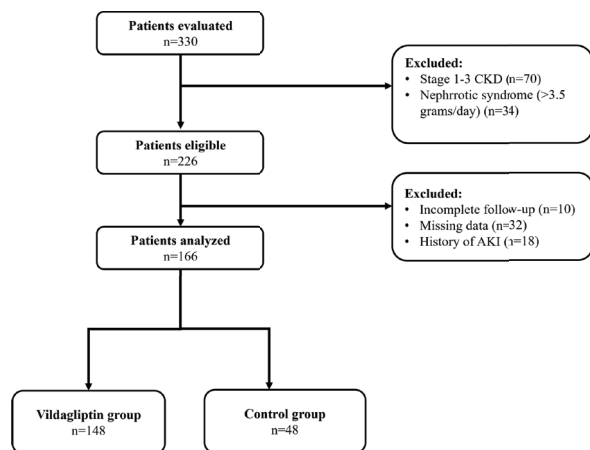 Patients evaluated
n=330
Excluded:
• Stage 1-3 CKD (n=70)
• Nephrrotic syndrome (>3.5
grams/day) (n=34)
Patients eligible
n=226
Excluded:
• Incomplete follow-up (n=10)
• Missing data (n=32)
• History of AKI (n=18)
Patients analyzed
n=166
Vildagliptin group
n=148
Control group
n=48